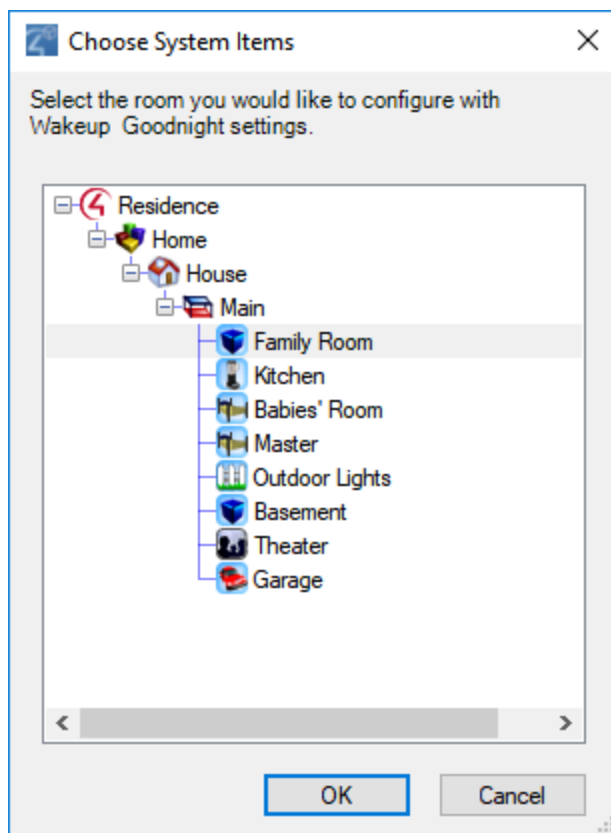 Choose System Items
Select the room you would like to configure with
Wakeup Goodnight settings.
Residence
Home
House
Main
Family Room
Kitchen
Babies' Room
Master
Outdoor Lights
Basement
Theater
Garage
OK
Cancel